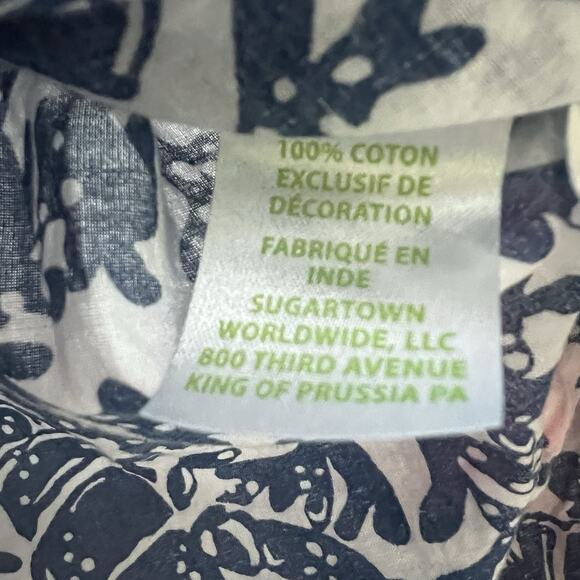 100% COTON
EXCLUSIF DE
DÉCORATION
FABRIQUÉ EN
INDE
SUGARTOWN
WORLDWIDE, LLC
800 THIRD AVENUE
KING OF PRUSSIA PA